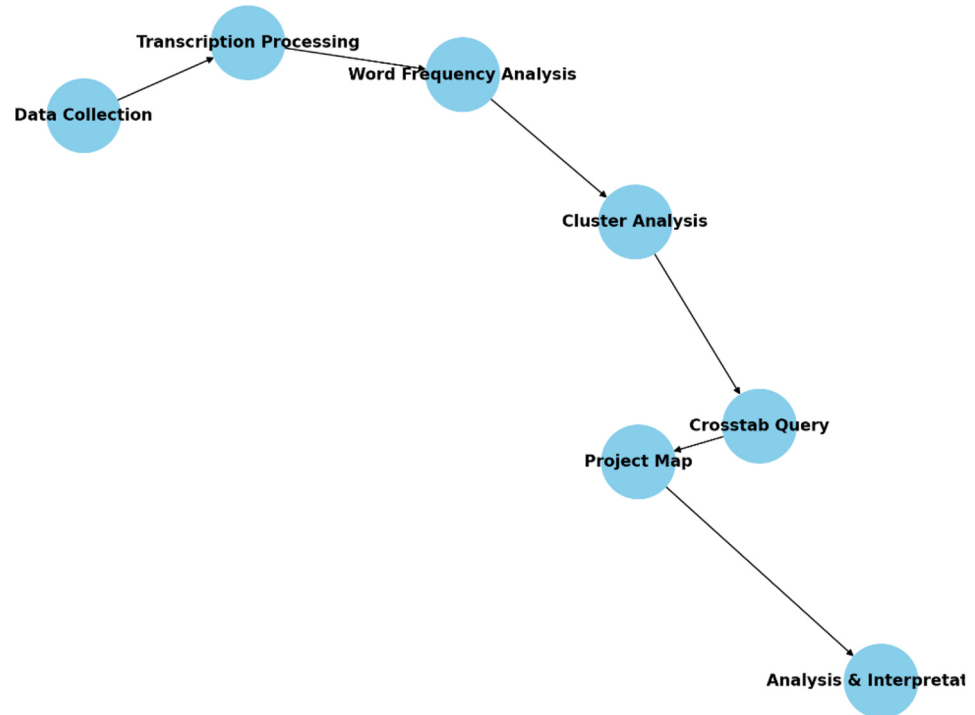 Transcription Processing
Word Frequency Analysis
Data Collection
Cluster Analysis
Crosstab Query
Project Map
Analysis & Interpretat